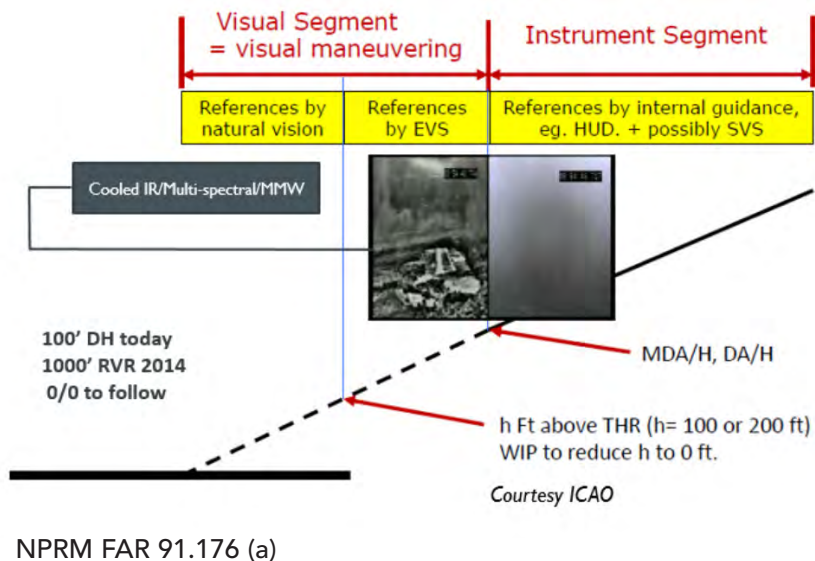 Visual Segment
= visual maneuvering
Instrument Segment
References by
natural vision
References
by EVS
References by internal guidance,
eg. HUD. + possibly SVS
Cooled IR/Multi-spectral/MMW
100' DH today
1000' RVR 2014
0/0 to follow
MDA/H, DA/H
h Ft above THR (h= 100 or 200 ft)
WIP to reduce h to 0 ft.
Courtesy ICAO
NPRM FAR 91.176 (a)